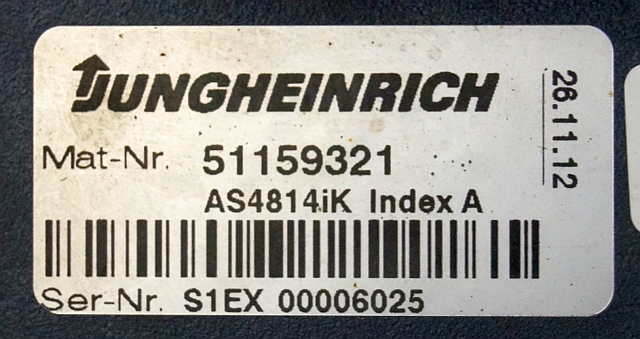 JUNGHEINRICH
26.11.12
Mat-Nr. 51159321
AS4814iK Index A
Ser-Nr. S1EX 00006025